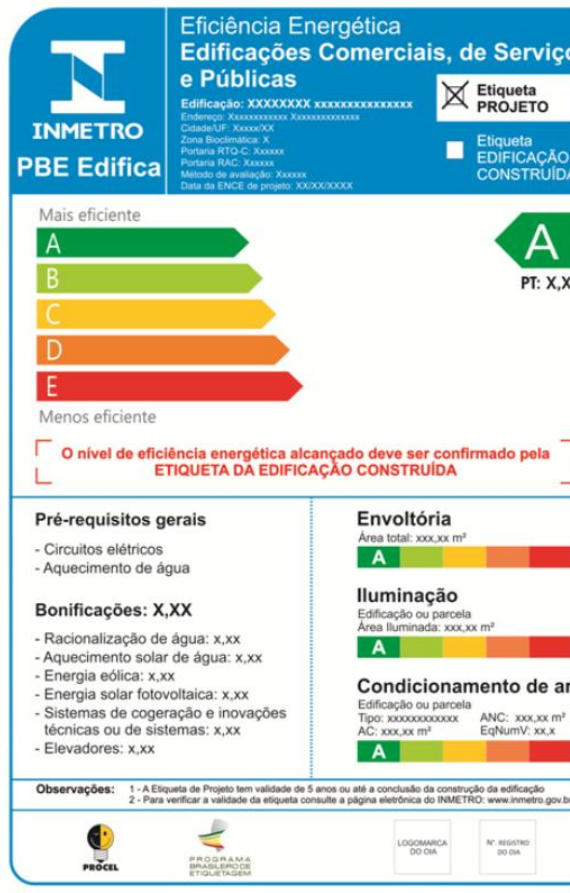 Eficiência Energética
Edificações Comerciais, de Serviço
e Públicas
INMETRO
PBE Edifica
Edificação: XXXXXXXX xxxxxxxxxxxxxxx
Endereço: Xxxxxxxxxxxx Xxxxxxxxxxxxxx
Cidade/UF: Xxxxx/XX
Zona Bioclimática: X
Portaria RTQ-C: Xxxxxx
Portaria RAC: Xxxxxx
Método de avaliação: Xxxxxx
Data da ENCE de projeto: XX/XX/XXXX
Etiqueta
PROJETO
Etiqueta
EDIFICAÇÃO
CONSTRUÍDA
Mais eficiente
A
B
C
D
E
Menos eficiente
A
PT: X,X
O nível de eficiência energética alcançado deve ser confirmado pela
ETIQUETA DA EDIFICAÇÃO CONSTRUÍDA
Pré-requisitos gerais
- Circuitos elétricos
- Aquecimento de água
Bonificações: X,XX
- Racionalização de água: x,xx
- Aquecimento solar de água: x,xx
- Energia eólica: x,xx
- Energia solar fotovoltaica: x,xx
- Sistemas de cogeração e inovações
técnicas ou de sistemas: x,xx
- Elevadores: x,xx
Envoltória
Área total: xxx,xx m²
A
Iluminação
Edificação ou parcela
Área Iluminada: xxx,xx m²
A
Condicionamento de ar
Edificação ou parcela
Tipo: xxxxxxxxxxxx ANC: xxx,xx m²
AC: xxx,xx m² EqNumV: xx,x
A
Observações: 1 - A Etiqueta de Projeto tem validade de 5 anos ou até a conclusão da construção da edificação
2 - Para verificar a validade da etiqueta consulte a página eletrônica do INMETRO: www.inmetro.gov.br
PROCEL
PROGRAMA
BRASILEIRO DE
ETIQUETAGEM
LOGOMARCA
DO OIA
N°. REGISTRO
DO OIA